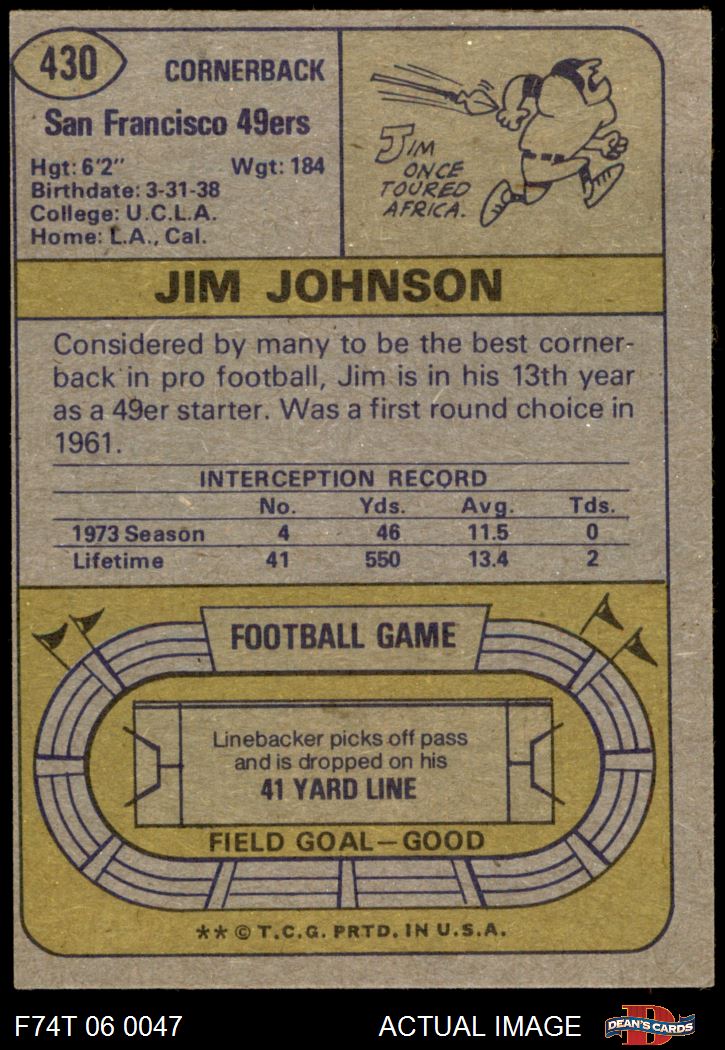 430
CORNERBACK
San Francisco 49ers
Hgt: 6'2" Wgt: 184
Birthdate: 3-31-38
College: U.C.L.A.
Home: L.A., Cal.
JIM
ONCE
TOURED
AFRICA.
JIM JOHNSON
Considered by many to be the best corner-
back in pro football, Jim is in his 13th year
as a 49er starter. Was a first round choice in
1961.
INTERCEPTION RECORD
No. Yds. Avg. Tds.
1973 Season 4 46 11.5 0
Lifetime 41 550 13.4 2
FOOTBALL GAME
Linebacker picks off pass
and is dropped on his
41 YARD LINE
FIELD GOAL—GOOD
** © T.C.G. PRTD. IN U.S.A.
F74T 06 0047 ACTUAL IMAGE
D
DEAN'S CARDS